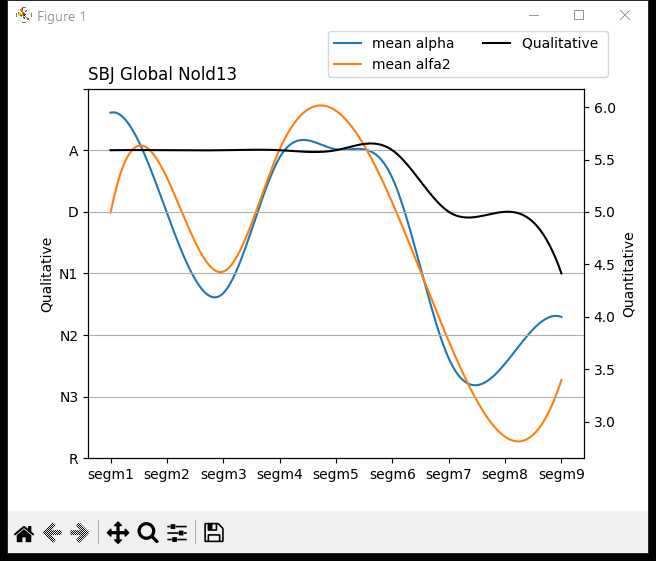 Figure 1
mean alpha
mean alfa2
Qualitative
SBJ Global Nold13
Qualitative
A
D
N1
N2
N3
R
6.0
5.5
5.0
4.5
4.0
3.5
3.0
Quantitative
segm1 segm2 segm3 segm4 segm5 segm6 segm7 segm8 segm9